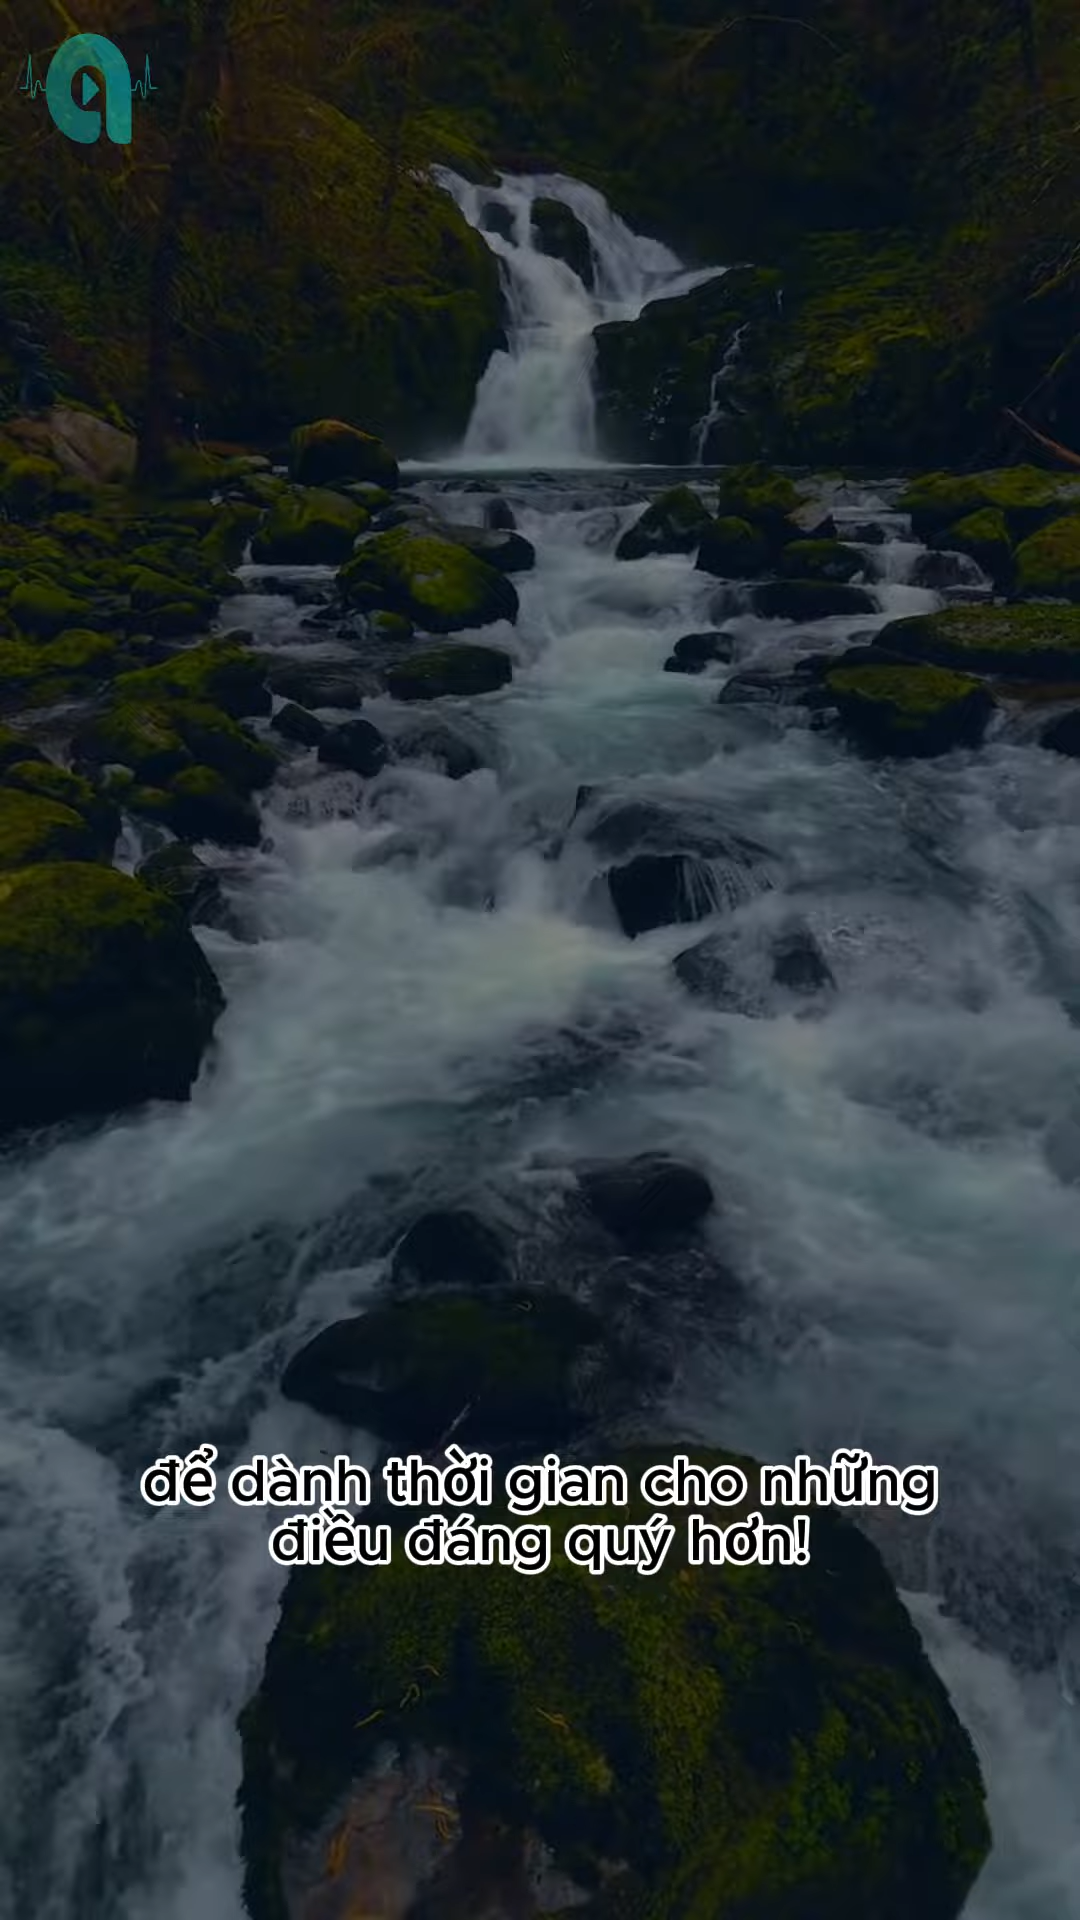 để dành thời gian cho những
điều đáng quý hơn!